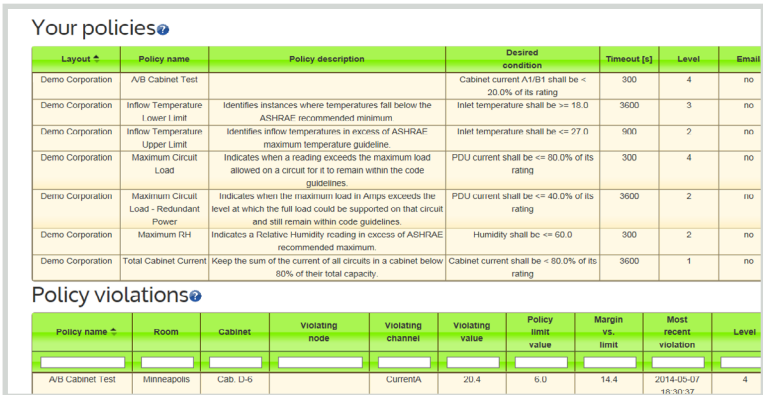 Your policies?
Layout Policy name Policy description Desired condition Timeout [s] Level Email
Demo Corporation A/B Cabinet Test Cabinet current A1/B1 shall be < 20.0% of its rating 300 4 no
Demo Corporation Inflow Temperature Lower Limit Identifies instances where temperatures fall below the ASHRAE recommended minimum Inlet temperature shall be >= 18.0 3600 3 no
Demo Corporation Inflow Temperature Upper Limit Identifies inflow temperatures in excess of ASHRAE maximum temperature guideline. Inlet temperature shall be <= 27.0 900 2 no
Demo Corporation Maximum Circuit Load Indicates when a reading exceeds the maximum load allowed on a circuit for it to remain within the code guidelines. PDU current shall be <= 80.0% of its rating 300 4 no
Demo Corporation Maximum Circuit Load - Redundant Power Indicates when the maximum load in Amps exceeds the level at which the full load could be supported on that circuit and still remain within code guidelines. PDU current shall be <= 40.0% of its rating 3600 2 no
Demo Corporation Maximum RH Indicates a Relative Humidity reading in excess of ASHRAE recommended maximum. Humidity shall be <= 60.0 300 2 no
Demo Corporation Total Cabinet Current Keep the sum of the current of all circuits in a cabinet below 80% of their total capacity. Cabinet current shall be < 80.0% of its rating 3600 1 no
Policy violations?
Policy name Room Cabinet Violating node Violating channel Violating value Policy limit value Margin vs. limit Most recent violation Level
A/B Cabinet Test Minneapolis Cab. D-6 CurrentA 20.4 6.0 14.4 2014-05-07 18:30:37 4